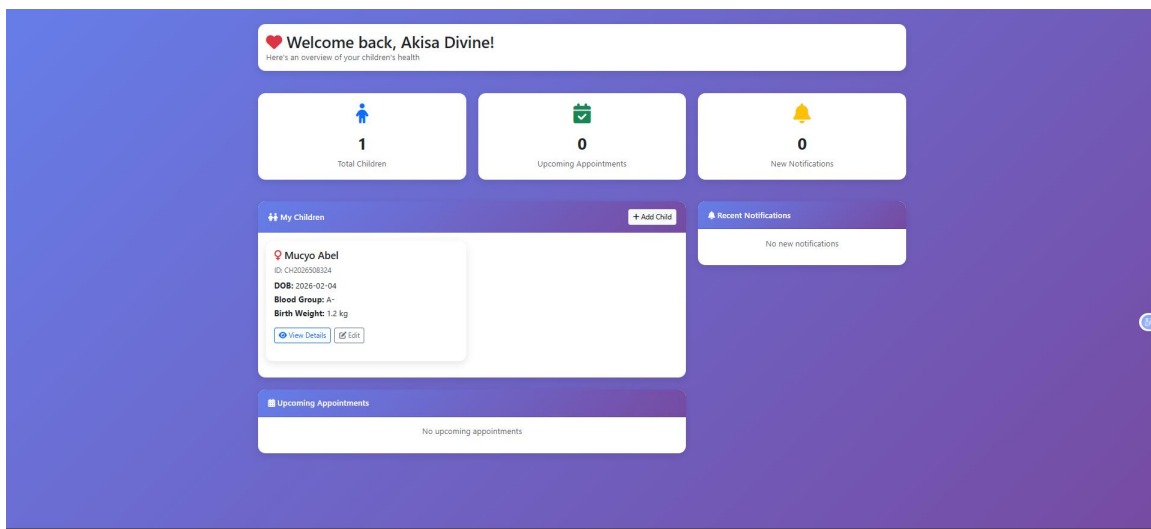 Welcome back, Akisa Divine!
Here's an overview of your children's health
1
Total Children
0
Upcoming Appointments
0
New Notifications
My Children
+ Add Child
Mucyo Abel
ID: CH2026508324
DOB: 2026-02-04
Blood Group: A-
Birth Weight: 1.2 kg
View Details
Edit
Recent Notifications
No new notifications
Upcoming Appointments
No upcoming appointments